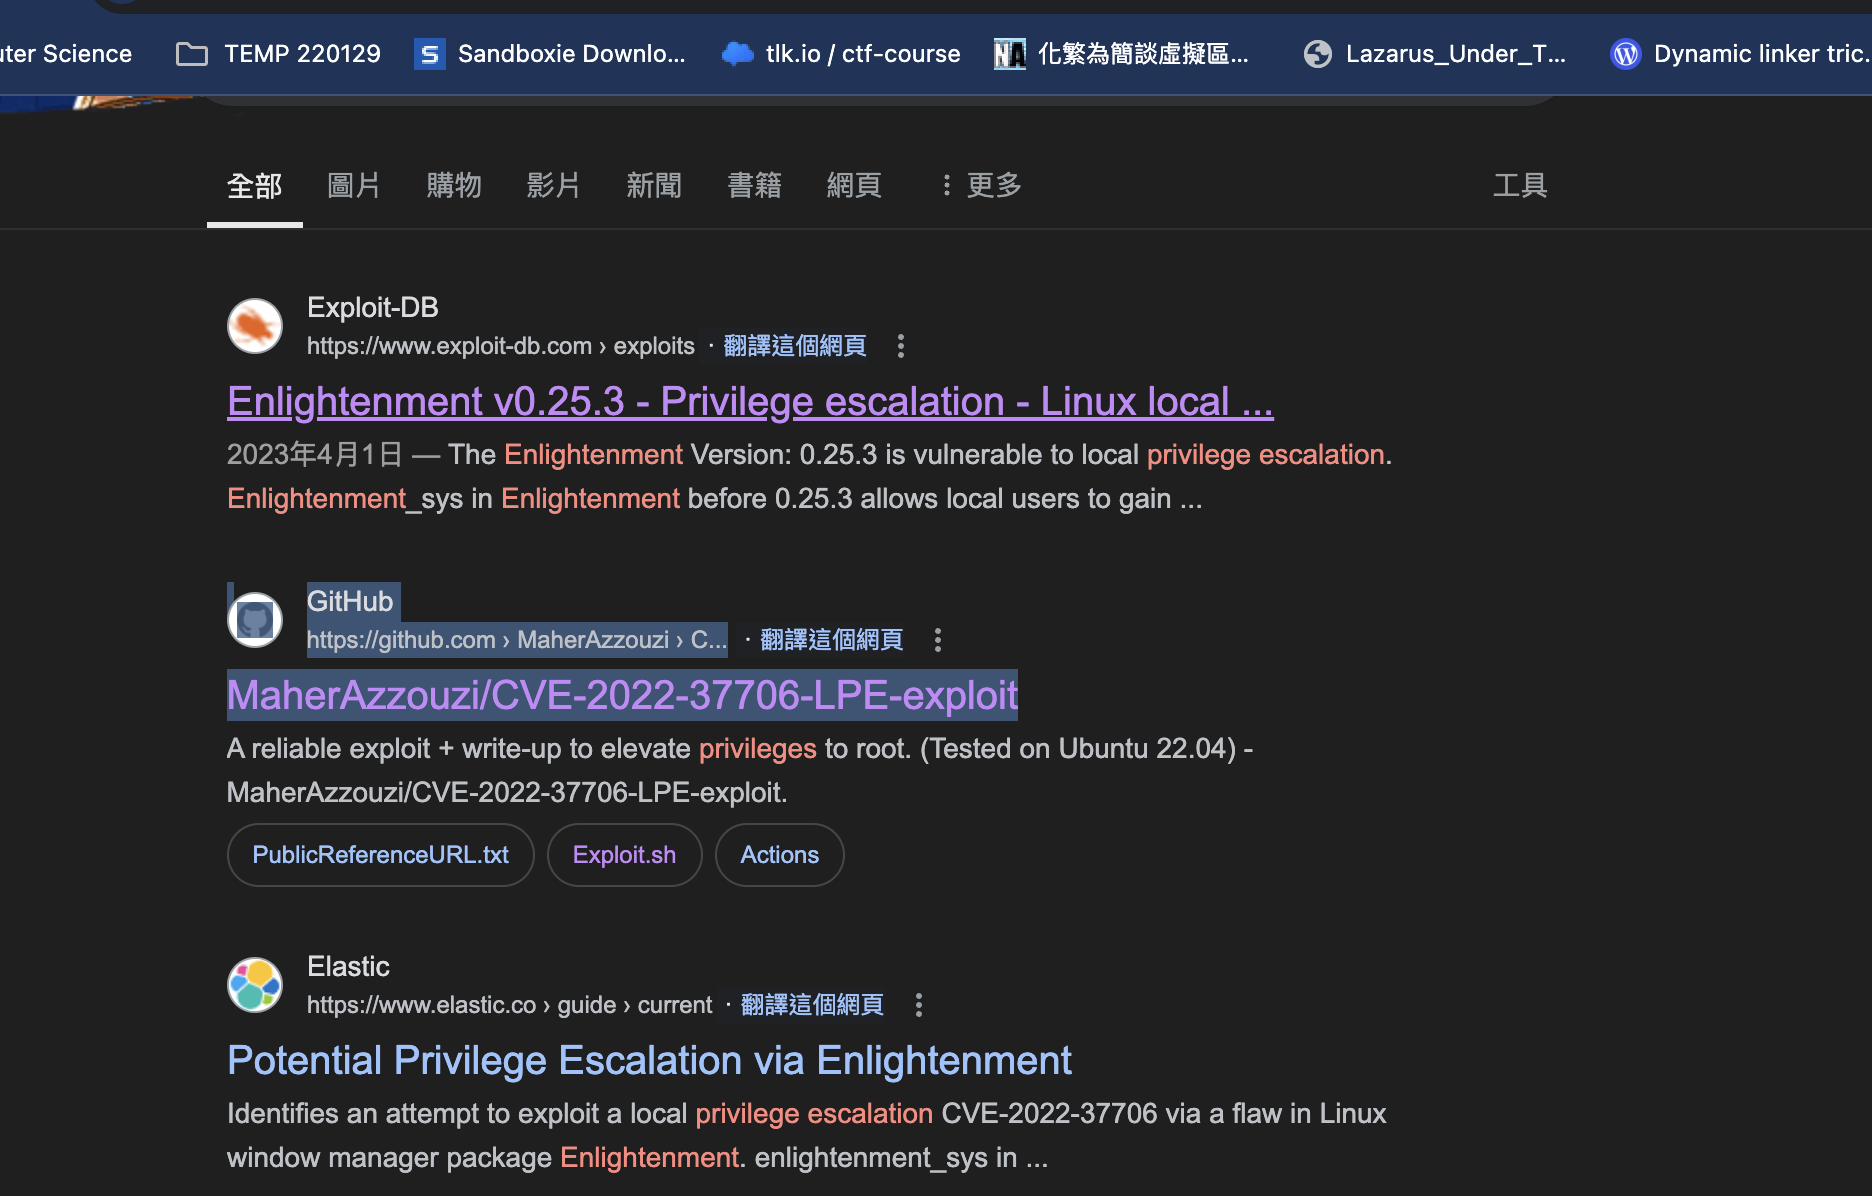 uter Science TEMP 220129 Sandboxie Downlo... tlk.io / ctf-course 化繁為簡談虛擬區... Lazarus_Under_T... Dynamic linker tric...
全部 圖片 購物 影片 新聞 書籍 網頁 更多 工具
Exploit-DB
https://www.exploit-db.com › exploits · 翻譯這個網頁
Enlightenment v0.25.3 - Privilege escalation - Linux local ...
2023年4月1日 — The Enlightenment Version: 0.25.3 is vulnerable to local privilege escalation.
Enlightenment_sys in Enlightenment before 0.25.3 allows local users to gain ...
GitHub
https://github.com › MaherAzzouzi › C... · 翻譯這個網頁
MaherAzzouzi/CVE-2022-37706-LPE-exploit
A reliable exploit + write-up to elevate privileges to root. (Tested on Ubuntu 22.04) -
MaherAzzouzi/CVE-2022-37706-LPE-exploit.
PublicReferenceURL.txt Exploit.sh Actions
Elastic
https://www.elastic.co › guide › current · 翻譯這個網頁
Potential Privilege Escalation via Enlightenment
Identifies an attempt to exploit a local privilege escalation CVE-2022-37706 via a flaw in Linux
window manager package Enlightenment. enlightenment_sys in ...